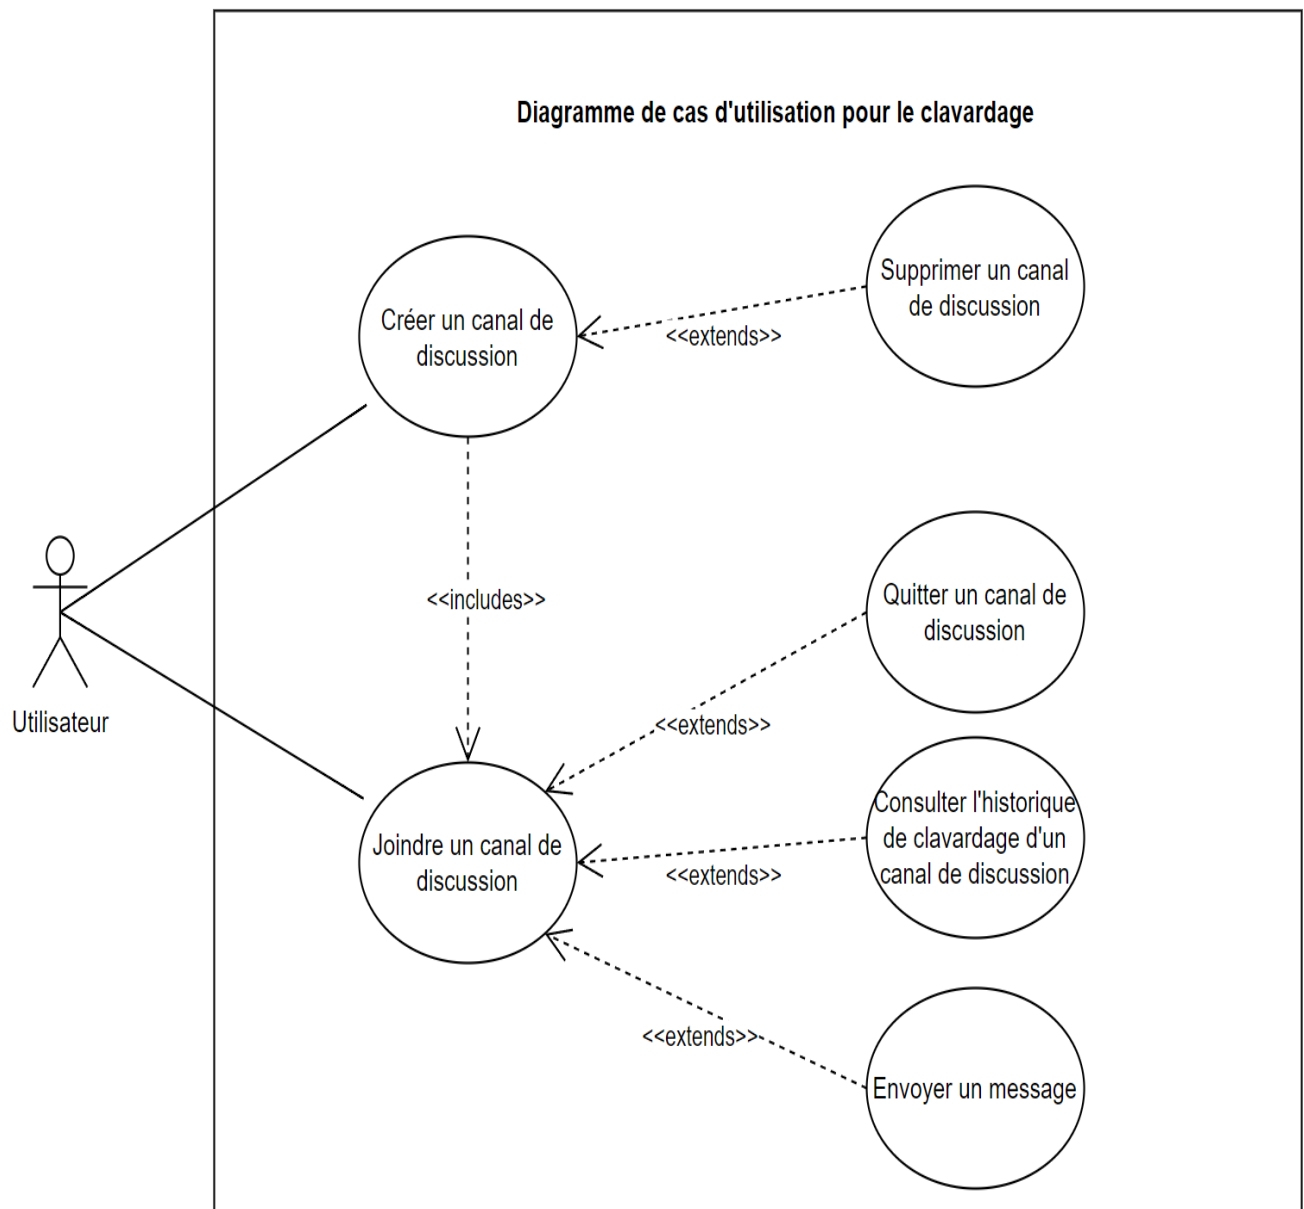 Diagramme de cas d'utilisation pour le clavardage
Supprimer un canal
de discussion
Créer un canal de
discussion
<<extends>>
<<includes>>
Quitter un canal de
discussion
Utilisateur
<<extends>>
Consulter l'historique
de clavardage d'un
canal de discussion
Joindre un canal de
discussion
<<extends>>
<<extends>>
Envoyer un message